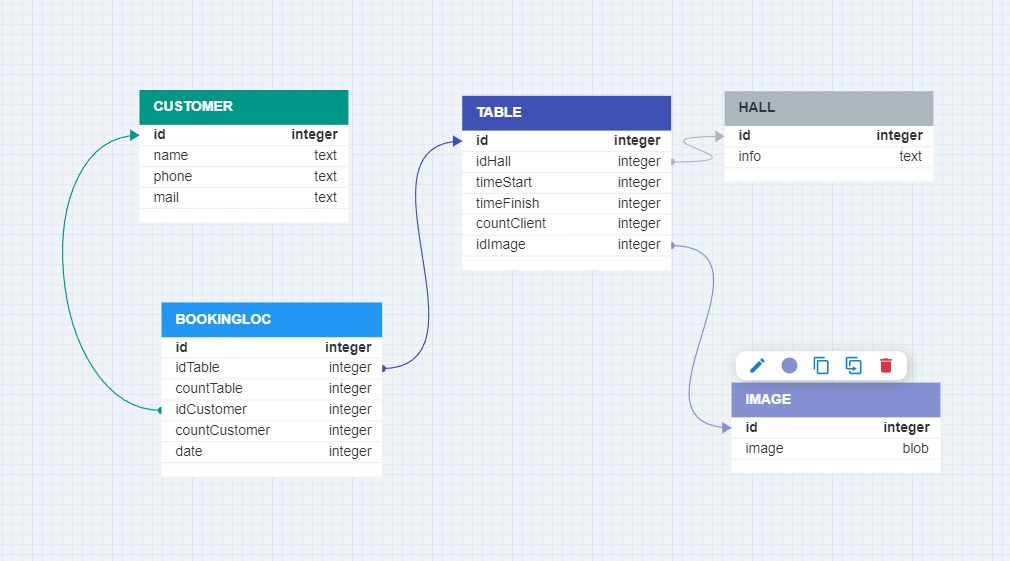 CUSTOMER
id integer
name text
phone text
mail text
TABLE
id integer
idHall integer
timeStart integer
timeFinish integer
countClient integer
idImage integer
HALL
id integer
info text
BOOKINGLOC
id integer
idTable integer
countTable integer
idCustomer integer
countCustomer integer
date integer
IMAGE
id integer
image blob